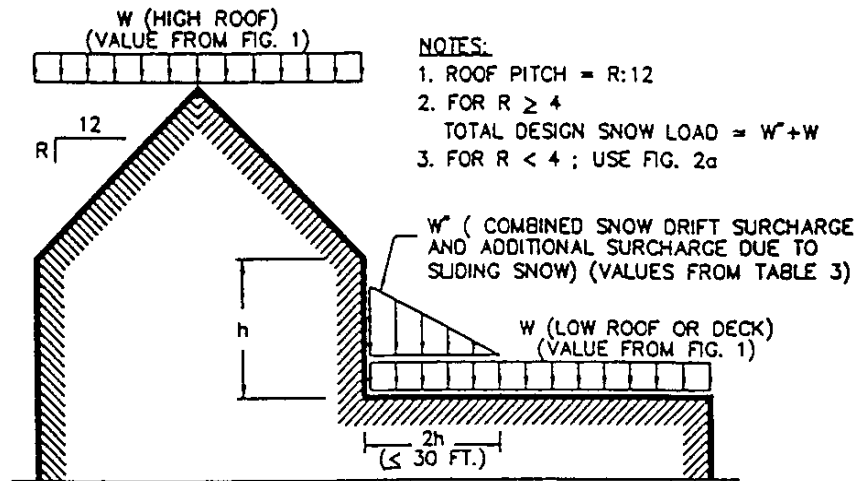 W (HIGH ROOF)
(VALUE FROM FIG. 1)
NOTES:
1. ROOF PITCH = R:12
2. FOR R ≥ 4
TOTAL DESIGN SNOW LOAD = W"+W
3. FOR R < 4 ; USE FIG. 2a
12
R
W" ( COMBINED SNOW DRIFT SURCHARGE
AND ADDITIONAL SURCHARGE DUE TO
SLIDING SNOW) (VALUES FROM TABLE 3)
h
W (LOW ROOF OR DECK)
(VALUE FROM FIG. 1)
2h
(≤ 30 FT.)